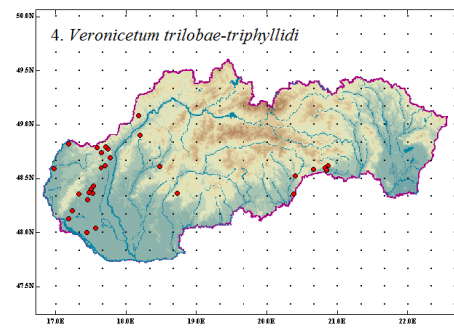 50.0N
4. Veronicetum trilobae-triphyllidi
49.5N
49.0N
48.5N
48.0N
47.5N
17.0E 18.0E 19.0E 20.0E 21.0E 22.0E